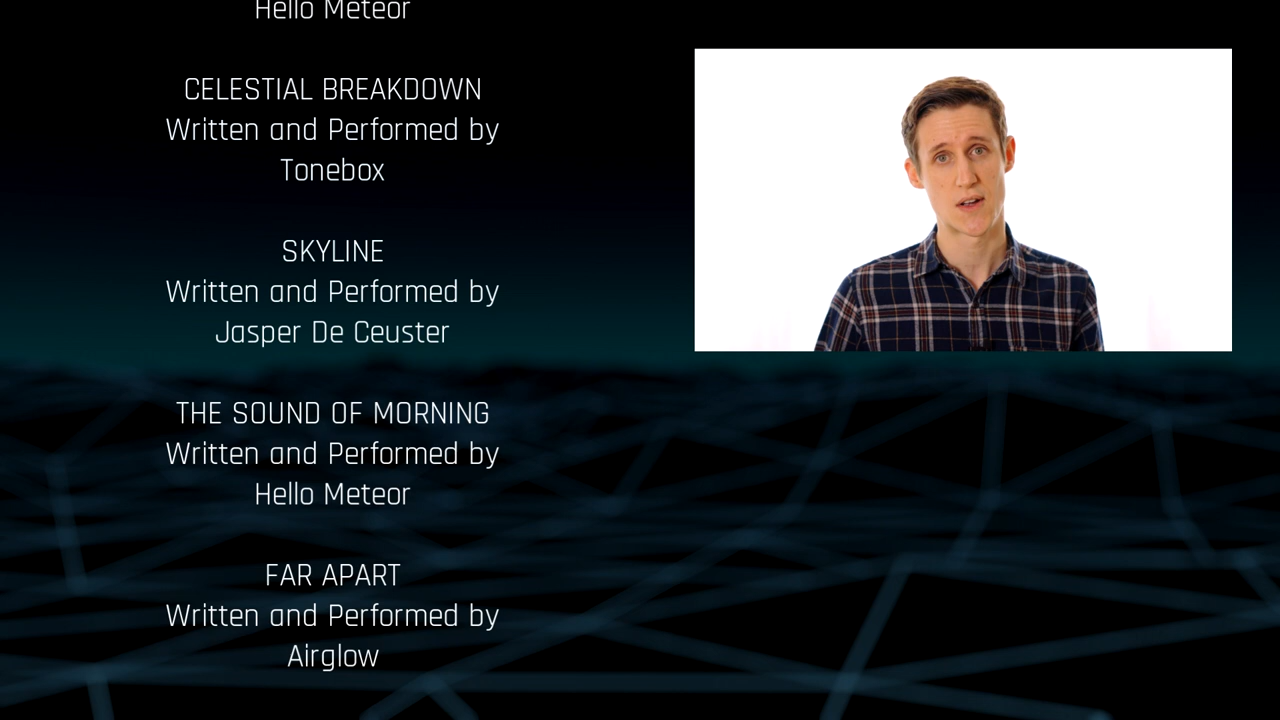 Hello Meteor
CELESTIAL BREAKDOWN
Written and Performed by
Tonebox
SKYLINE
Written and Performed by
Jasper De Ceuster
THE SOUND OF MORNING
Written and Performed by
Hello Meteor
FAR APART
Written and Performed by
Airglow